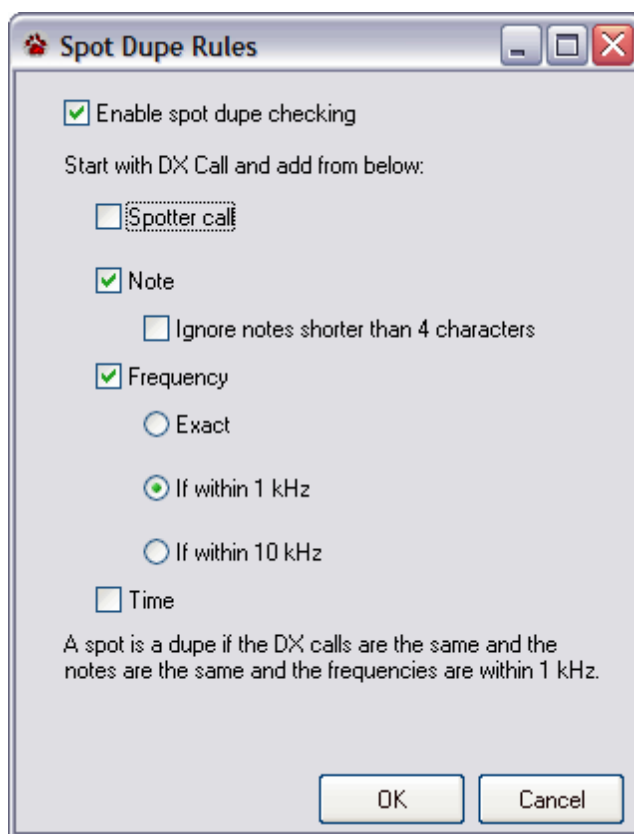 Spot Dupe Rules
Enable spot dupe checking
Start with DX Call and add from below:
Spotter call
Note
Ignore notes shorter than 4 characters
Frequency
Exact
If within 1 kHz
If within 10 kHz
Time
A spot is a dupe if the DX calls are the same and the
notes are the same and the frequencies are within 1 kHz.
OK Cancel